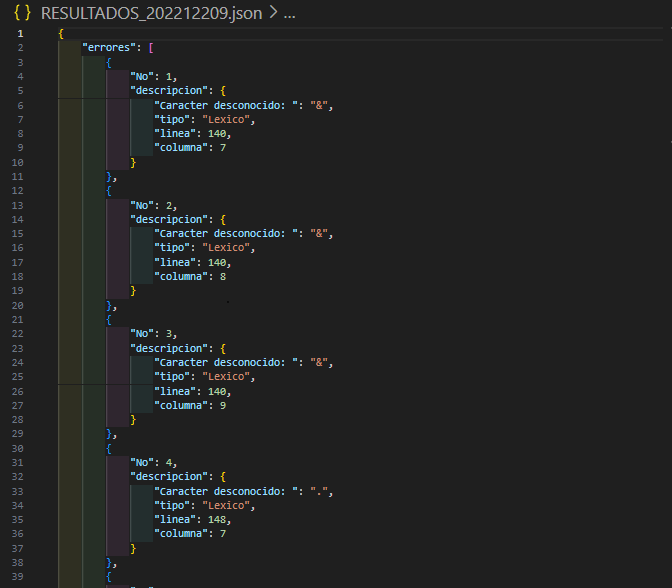 { } RESULTADOS_202212209.json > ...
1 {
2 "errores": [
3 {
4 "No": 1,
5 "descripcion": {
6 "Caracter desconocido: ": "&",
7 "tipo": "Lexico",
8 "linea": 140,
9 "columna": 7
10 }
11 },
12 {
13 "No": 2,
14 "descripcion": {
15 "Caracter desconocido: ": "&",
16 "tipo": "Lexico",
17 "linea": 140,
18 "columna": 8
19 }
20 },
21 {
22 "No": 3,
23 "descripcion": {
24 "Caracter desconocido: ": "&",
25 "tipo": "Lexico",
26 "linea": 140,
27 "columna": 9
28 }
29 },
30 {
31 "No": 4,
32 "descripcion": {
33 "Caracter desconocido: ": ".",
34 "tipo": "Lexico",
35 "linea": 148,
36 "columna": 7
37 }
38 },
39 {